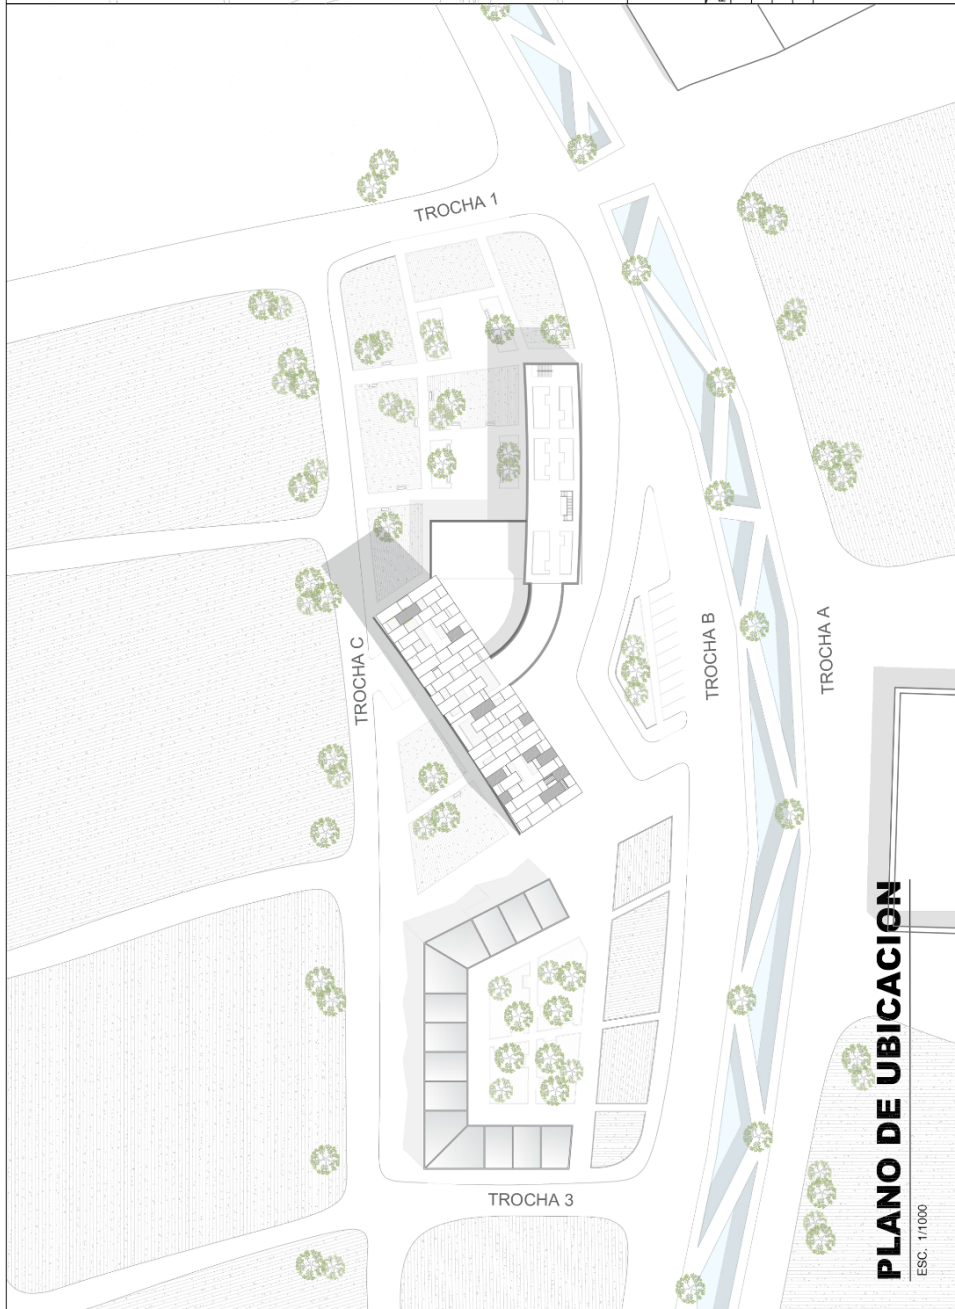 TROCHA 1
TROCHA C
TROCHA B
TROCHA A
TROCHA 3
PLANO DE UBICACION
ESC. 1/1000